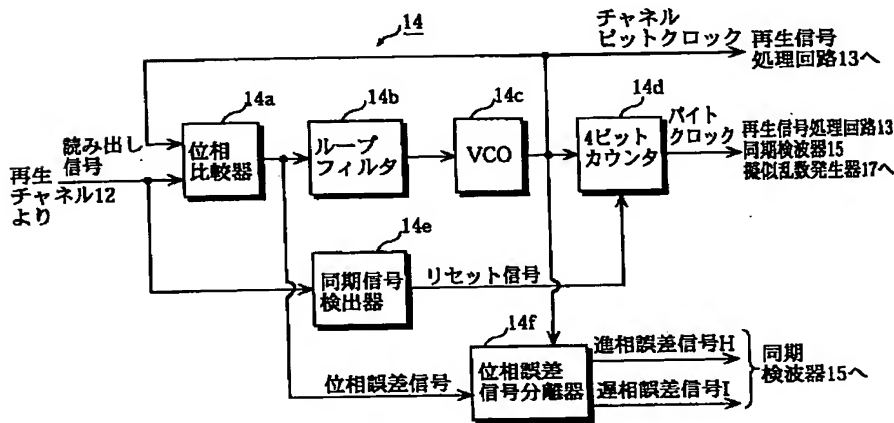 14
チャネル
ビットクロック
再生信号
処理回路13へ
14a
14b
14c
14d
読み出し
信号
再生
チャネル12
より
位相
比較器
ループ
フィルタ
VCO
4ビット
カウンタ
バイト
クロック
再生信号処理回路13
同期検波器15
擬似乱数発生器17へ
14e
同期信号
検出器
リセット信号
14f
位相誤差信号
位相誤差
信号分離器
進相誤差信号H
遅相誤差信号I
同期
検波器15へ